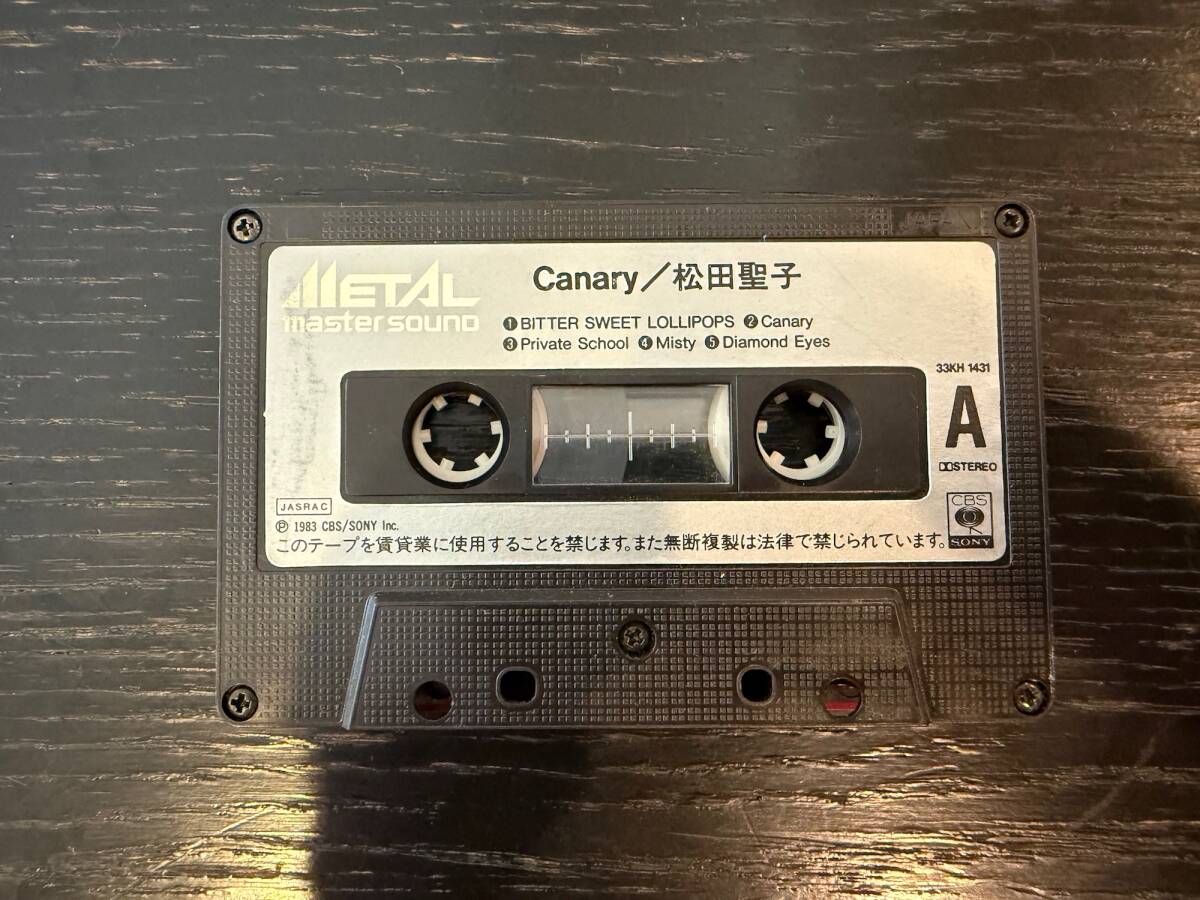 JAPAN
METAL
master sound
Canary/松田聖子
❶BITTER SWEET LOLLIPOPS ❷Canary
❸Private School ❹Misty ❺Diamond Eyes
33KH 1431
A
STEREO
JASRAC
Ⓟ 1983 CBS/SONY Inc.
このテープを賃貸業に使用することを禁じます。また無断複製は法律で禁じられています。
CBS
SONY